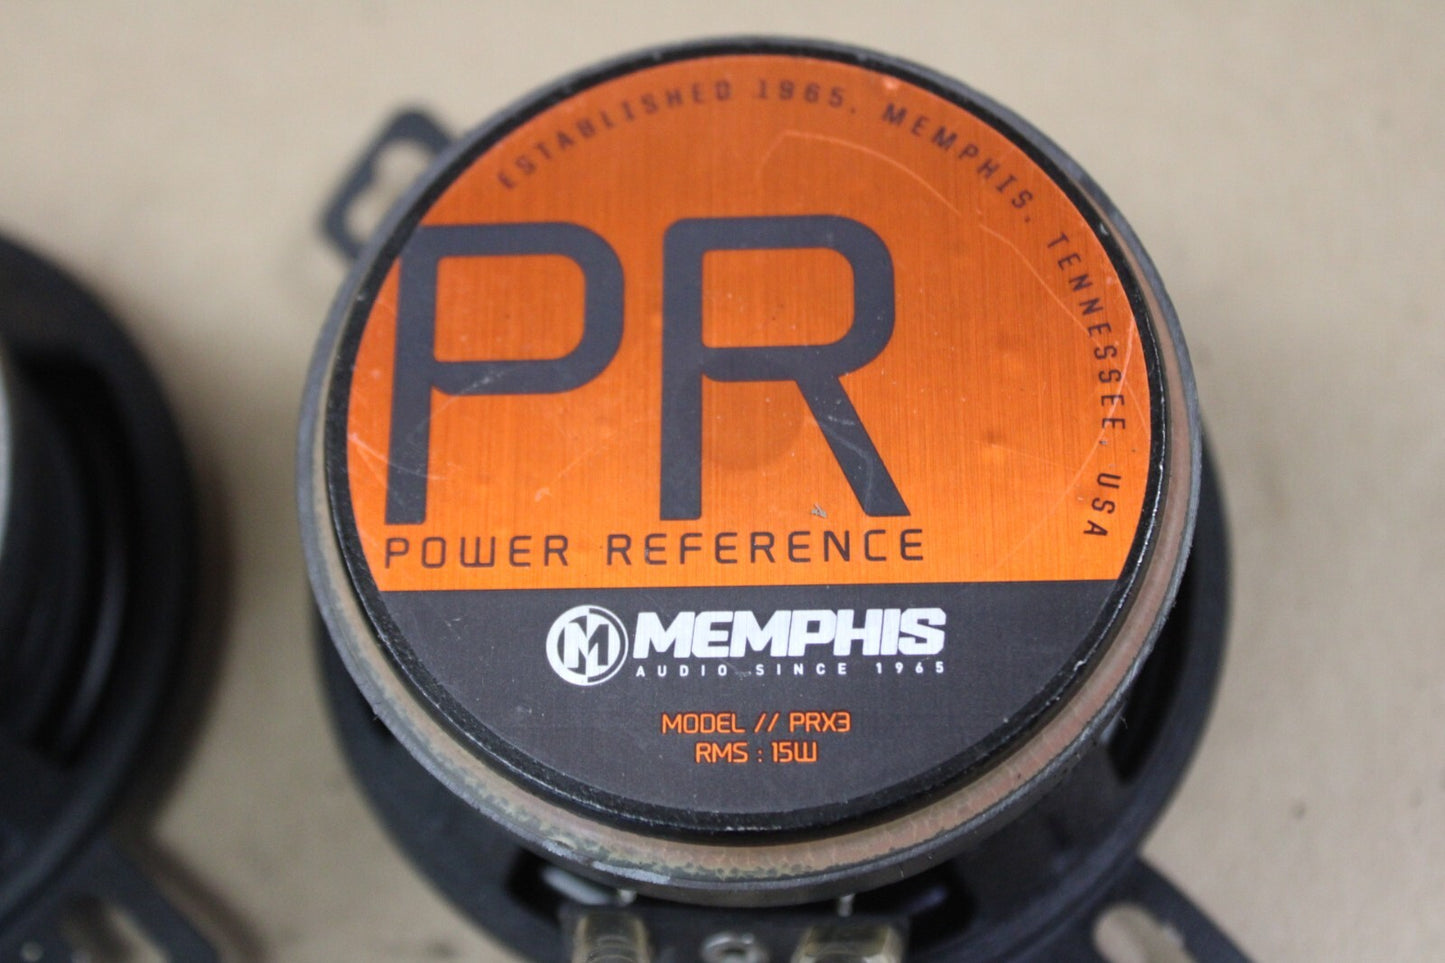 ESTABLISHED 1965. MEMPHIS, TENNESSEE, USA
PR
POWER REFERENCE
M MEMPHIS
AUDIO SINCE 1965
MODEL // PRX3
RMS : 15W